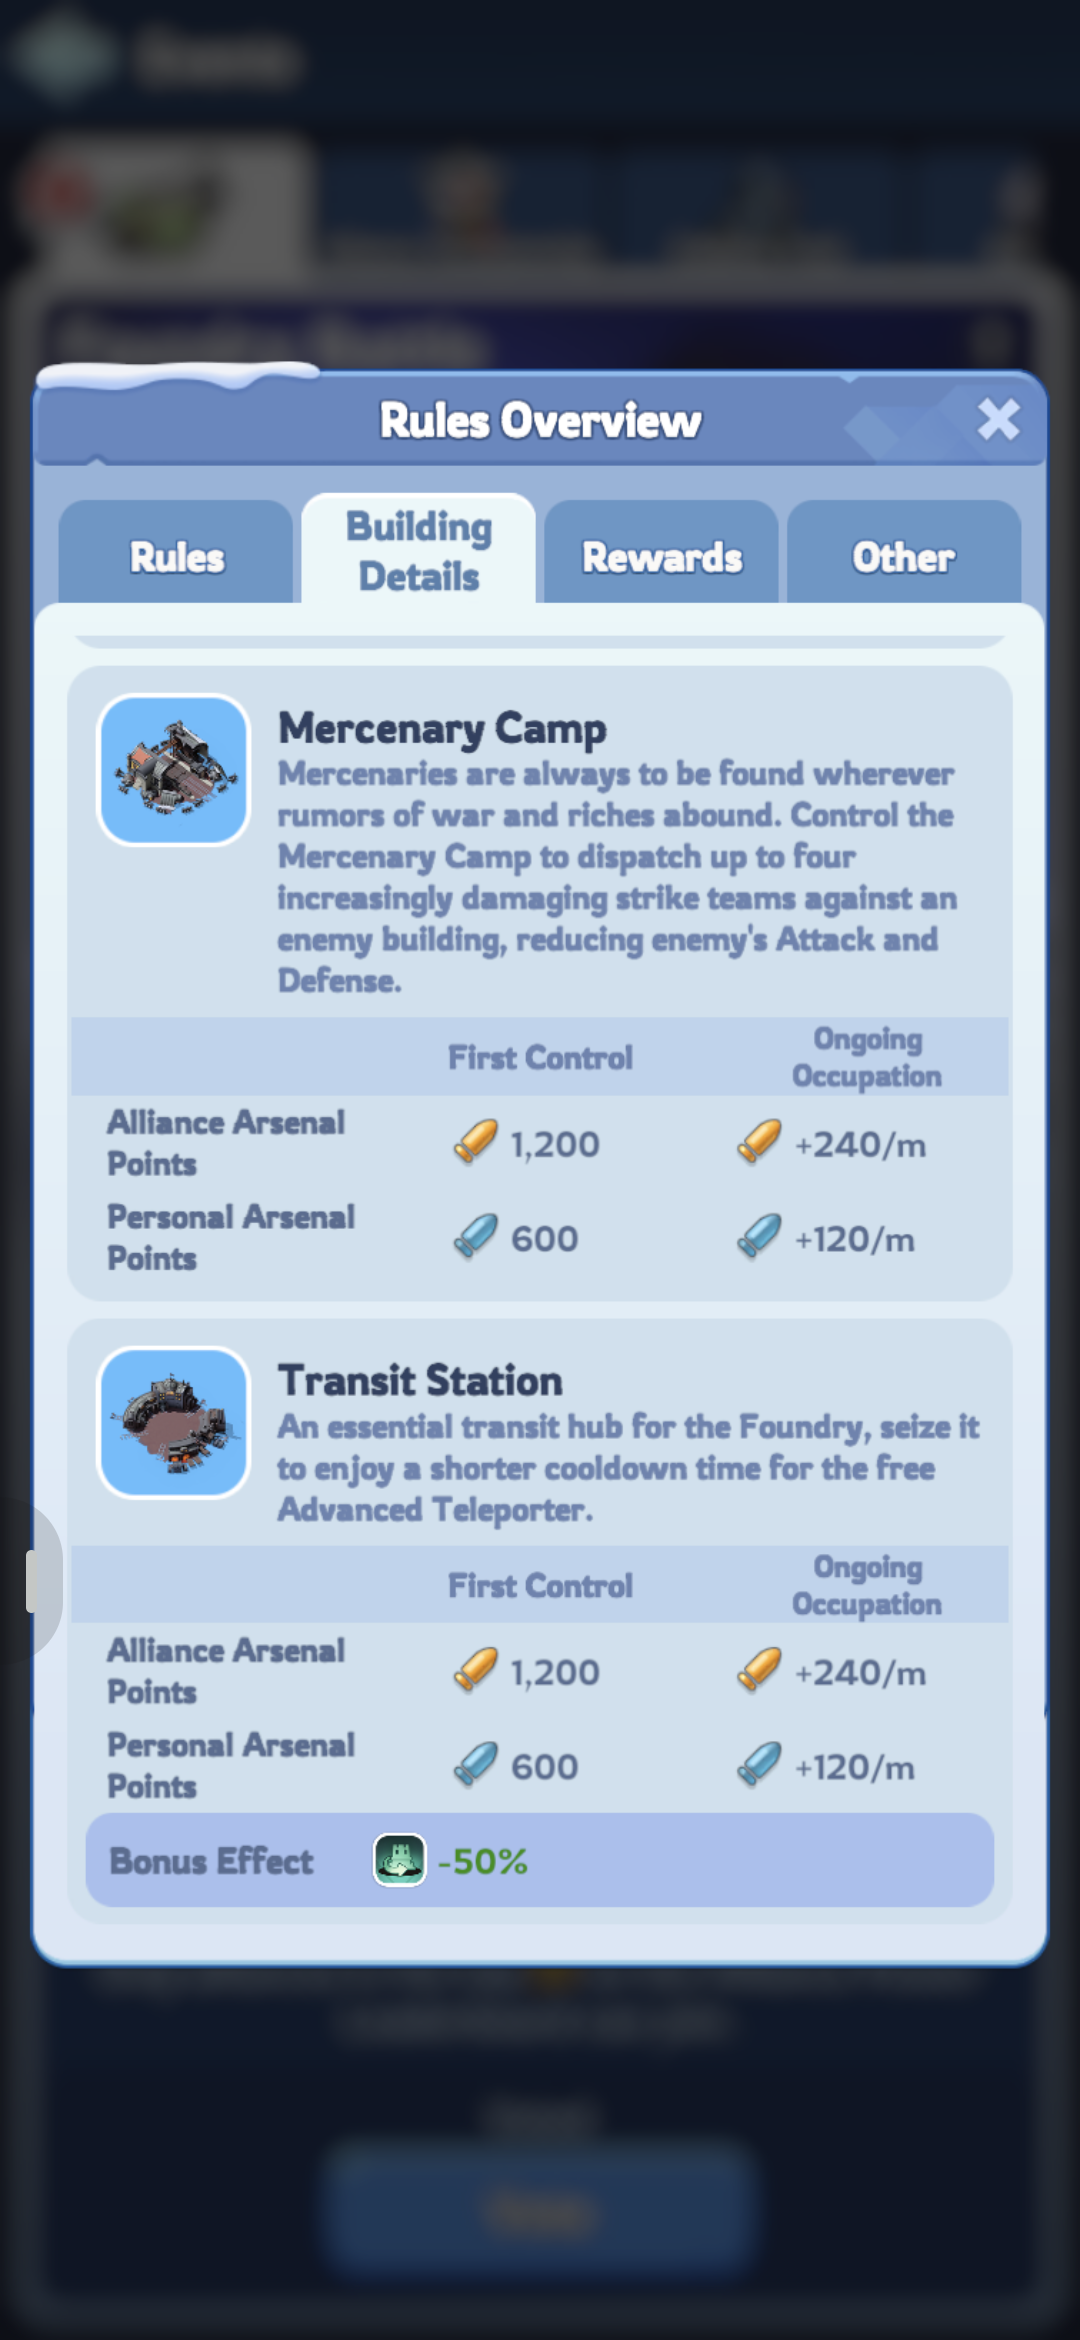 Rules Overview
Rules
Building
Details
Rewards
Other
Mercenary Camp
Mercenaries are always to be found wherever
rumors of war and riches abound. Control the
Mercenary Camp to dispatch up to four
increasingly damaging strike teams against an
enemy building, reducing enemy's Attack and
Defense.
First Control
Ongoing
Occupation
Alliance Arsenal
Points
1,200
+240/m
Personal Arsenal
Points
600
+120/m
Transit Station
An essential transit hub for the Foundry, seize it
to enjoy a shorter cooldown time for the free
Advanced Teleporter.
First Control
Ongoing
Occupation
Alliance Arsenal
Points
1,200
+240/m
Personal Arsenal
Points
600
+120/m
Bonus Effect
-50%